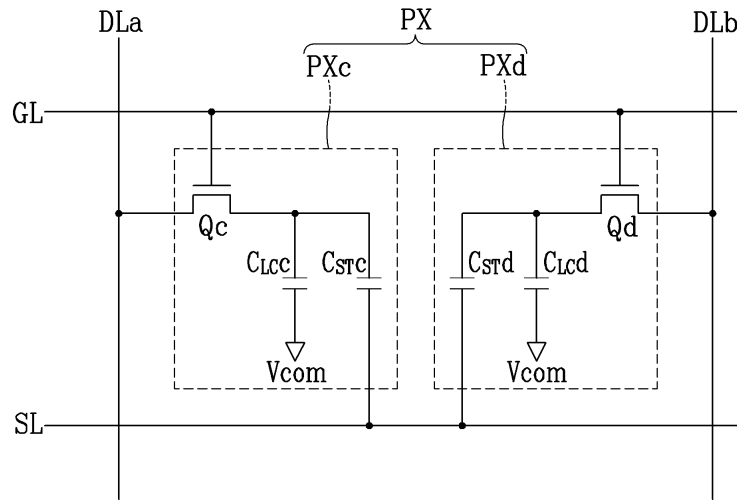 DLa PX DLb
PXc PXd
GL
Qc Qd
CLCc CSTc CSTd CLCd
Vcom Vcom
SL